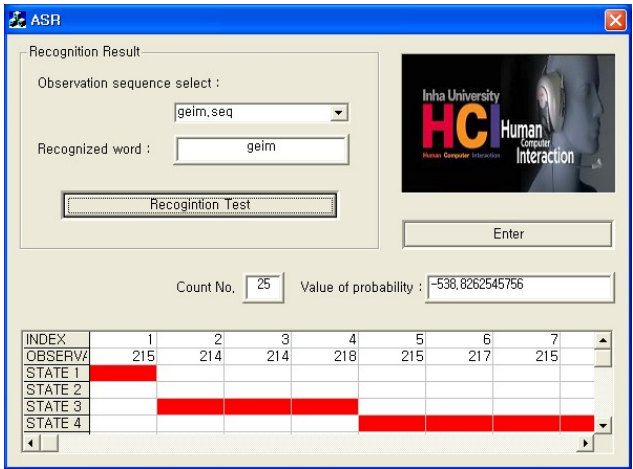 ASR
Recognition Result
Observation sequence select :
geim,seq
Recognized word :
geim
Recogintion Test
Inha University
HCI Human
Computer
Interaction
Human Computer Interaction
Enter
Count No, 25 Value of probability : -538,8262545756
INDEX 1 2 3 4 5 6 7
OBSERVA 215 214 214 218 215 217 215
STATE 1
STATE 2
STATE 3
STATE 4